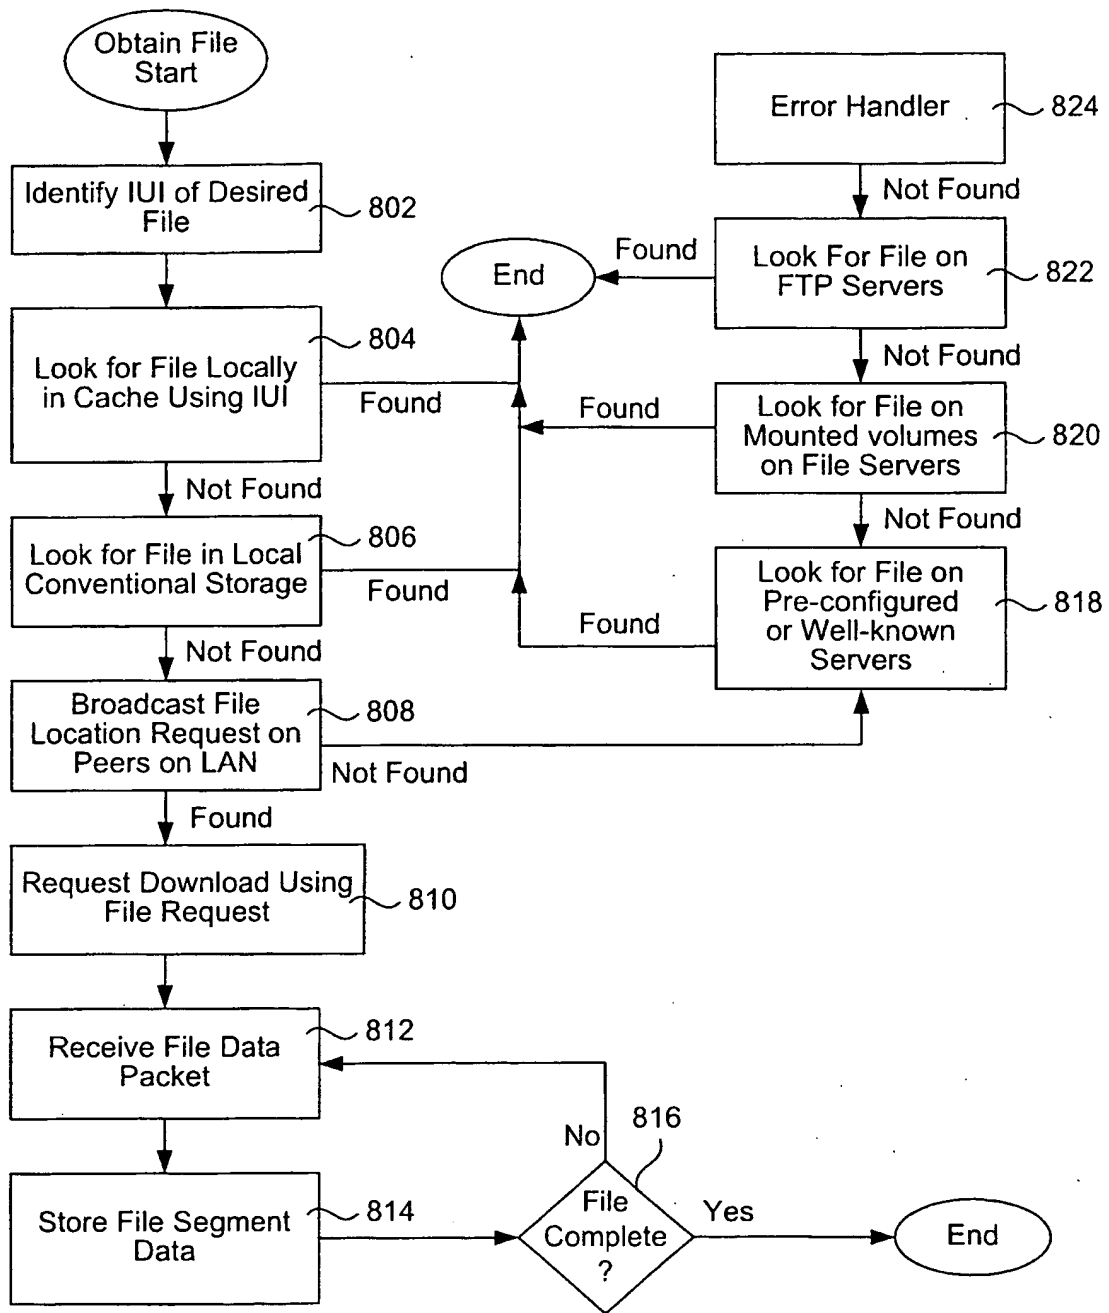 Obtain File
Start
Identify IUI of Desired
File
802
Look for File Locally
in Cache Using IUI
804
Found
Not Found
Look for File in Local
Conventional Storage
806
Found
Not Found
Broadcast File
Location Request on
Peers on LAN
808
Not Found
Found
Request Download Using
File Request
810
Receive File Data
Packet
812
Store File Segment
Data
814
File
Complete
?
816
No
Yes
End
Error Handler
824
Not Found
Look For File on
FTP Servers
822
Found
End
Not Found
Look for File on
Mounted volumes
on File Servers
820
Found
Not Found
Look for File on
Pre-configured
or Well-known
Servers
818
Found